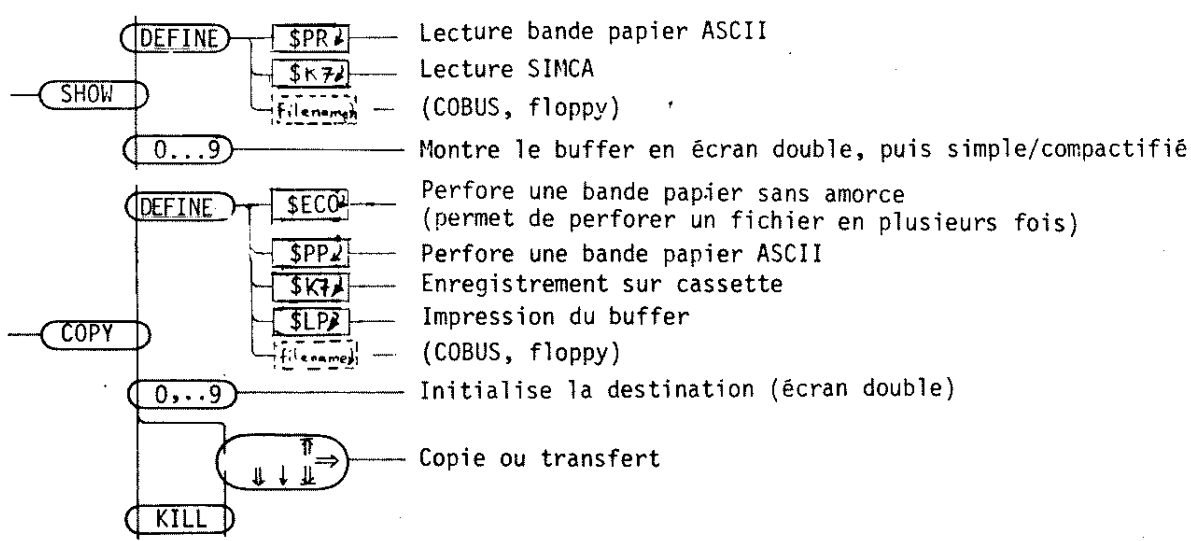 DEFINE $PR↲ Lecture bande papier ASCII
$K7↲ Lecture SIMCA
SHOW
filename↲ (COBUS, floppy)
0...9 Montre le buffer en écran double, puis simple/compactifié
DEFINE $ECO↲ Perfore une bande papier sans amorce
(permet de perforer un fichier en plusieurs fois)
$PP↲ Perfore une bande papier ASCII
$K7↲ Enregistrement sur cassette
$LP↲ Impression du buffer
COPY
filename↲ (COBUS, floppy)
0,..9 Initialise la destination (écran double)
⇑ ⇒
⇓ ↓ ⇓
Copie ou transfert
KILL